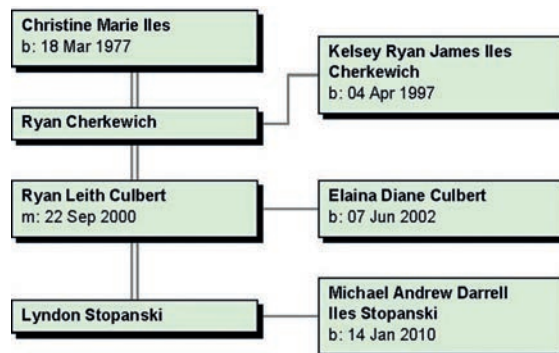 Christine Marie Iles
b: 18 Mar 1977
Kelsey Ryan James Iles
Cherkewich
b: 04 Apr 1997
Ryan Cherkewich
Ryan Leith Culbert
m: 22 Sep 2000
Elaina Diane Culbert
b: 07 Jun 2002
Lyndon Stopanski
Michael Andrew Darrell
Iles Stopanski
b: 14 Jan 2010